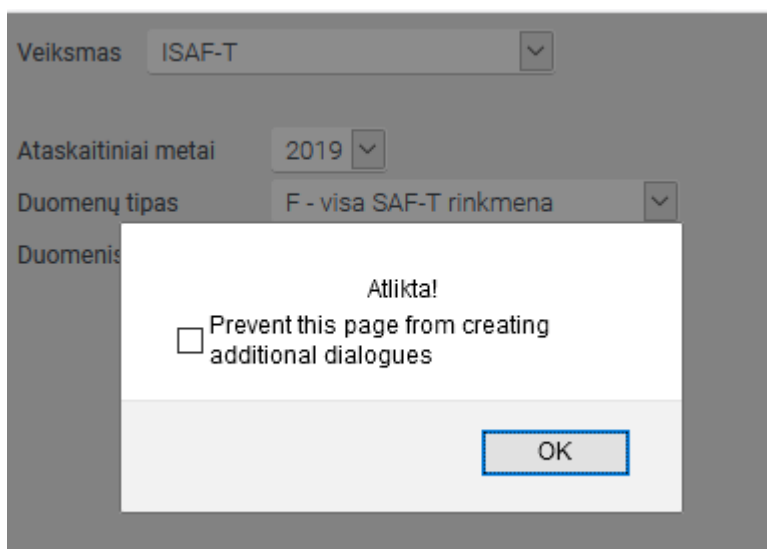 Veiksmas ISAF-T
Ataskaitiniai metai 2019
Duomenų tipas F - visa SAF-T rinkmena
Duomenis
Atlikta!
Prevent this page from creating
additional dialogues
OK